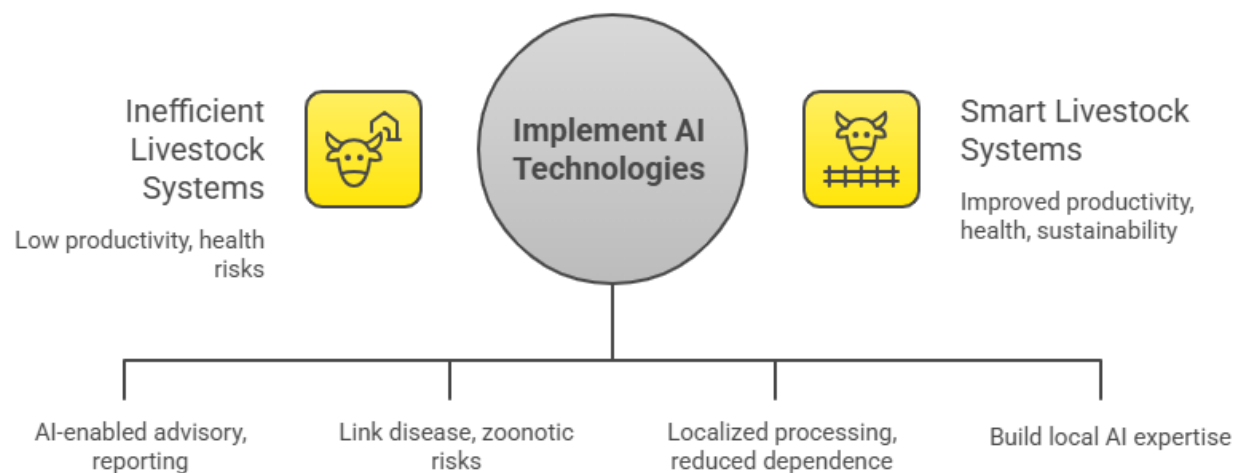 Inefficient
Livestock
Systems
Low productivity, health
risks
Implement AI
Technologies
Smart Livestock
Systems
Improved productivity,
health, sustainability
AI-enabled advisory,
reporting
Link disease, zoonotic
risks
Localized processing,
reduced dependence
Build local AI expertise